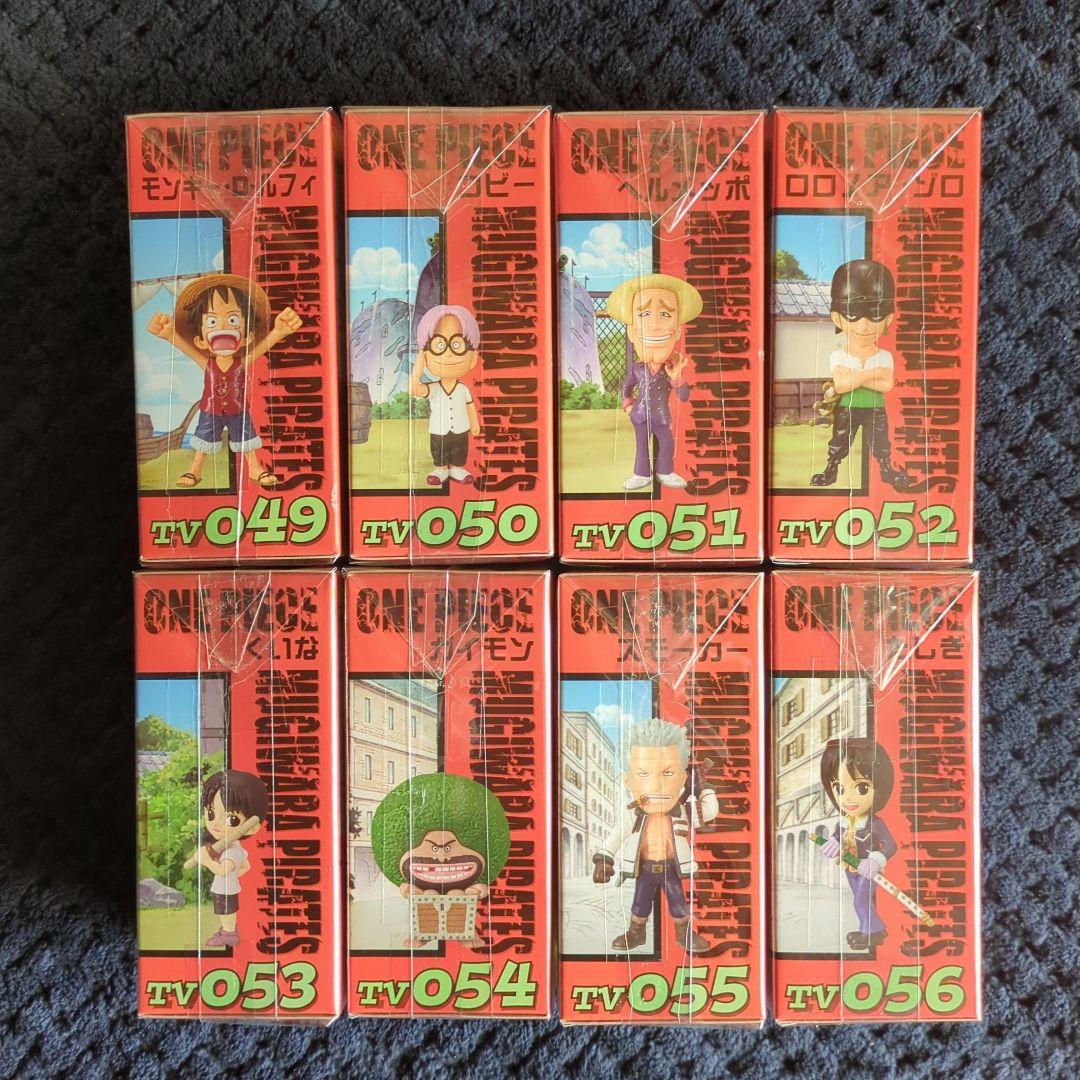 ONE PIECE
モンキー・D・ルフィ
MUGIWARA PIRATES
TV049
ONE PIECE
コビー
MUGIWARA PIRATES
TV050
ONE PIECE
ヘルメッポ
MUGIWARA PIRATES
TV051
ONE PIECE
ロロノア・ゾロ
MUGIWARA PIRATES
TV052
ONE PIECE
くいな
MUGIWARA PIRATES
TV053
ONE PIECE
ガイモン
MUGIWARA PIRATES
TV054
ONE PIECE
スモーカー
MUGIWARA PIRATES
TV055
ONE PIECE
たしぎ
MUGIWARA PIRATES
TV056